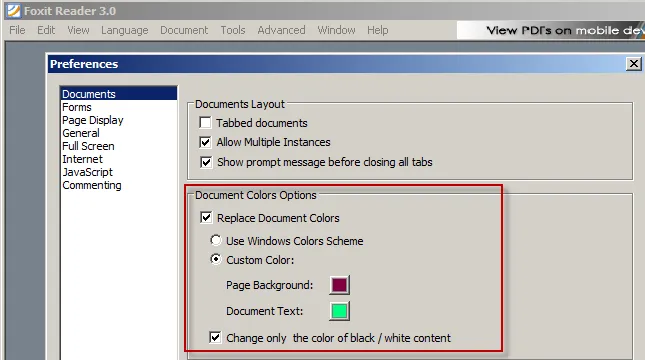 Foxit Reader 3.0
File Edit View Language Document Tools Advanced Window Help
View PDFs on mobile dev
Preferences
Documents
Forms
Page Display
General
Full Screen
Internet
JavaScript
Commenting
Documents Layout
Tabbed documents
Allow Multiple Instances
Show prompt message before closing all tabs
Document Colors Options
Replace Document Colors
Use Windows Colors Scheme
Custom Color:
Page Background:
Document Text:
Change only the color of black / white content